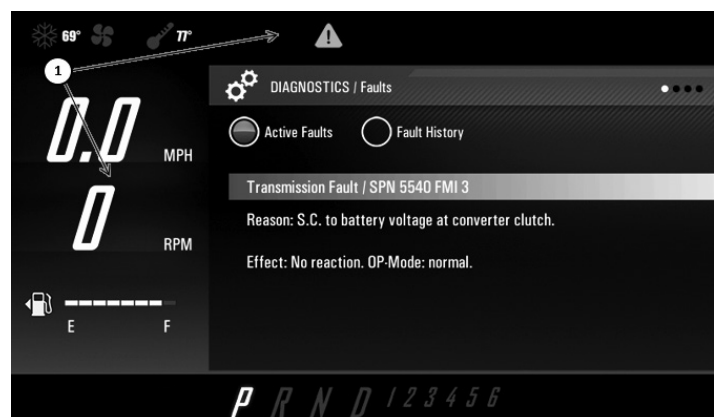 69° 77°
1
DIAGNOSTICS / Faults
0.0 MPH
Active Faults Fault History
Transmission Fault / SPN 5540 FMI 3
Reason: S.C. to battery voltage at converter clutch.
0 RPM
Effect: No reaction. OP-Mode: normal.
E F
P R N D 1 2 3 4 5 6